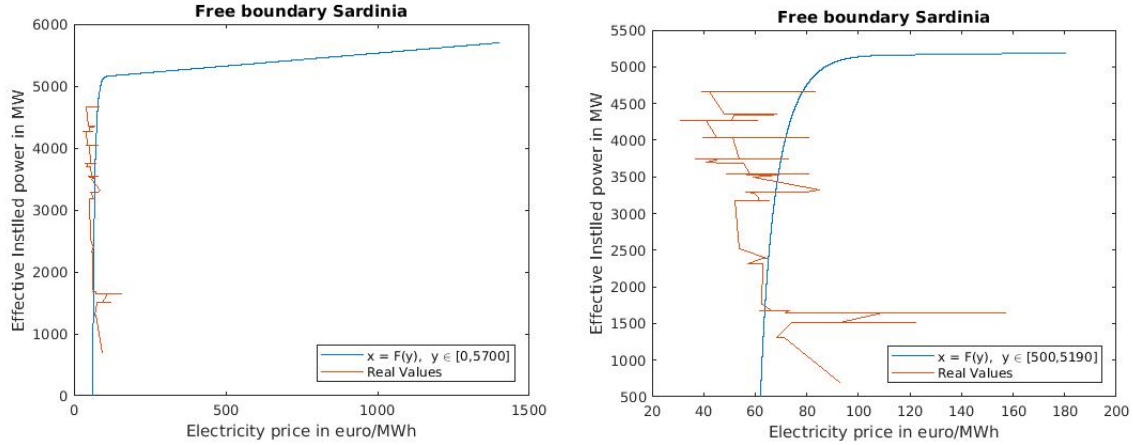 Free boundary Sardinia
Effective Instlled power in MW
6000
5000
4000
3000
2000
1000
0
0 500 1000 1500
Electricity price in euro/MWh
x = F(y), y ∈ [0,5700]
Real Values
Free boundary Sardinia
Effective Installed power in MW
5500
5000
4500
4000
3500
3000
2500
2000
1500
1000
500
20 40 60 80 100 120 140 160 180 200
Electricity price in euro/MWh
x = F(y), y ∈ [500,5190]
Real Values